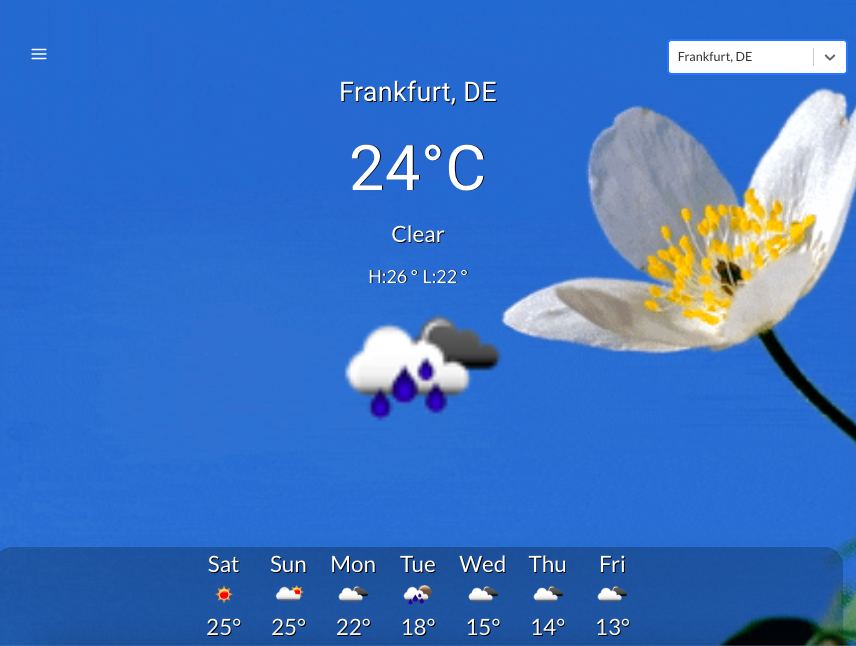 Frankfurt, DE
Frankfurt, DE
24°C
Clear
H:26° L:22°
Sat Sun Mon Tue Wed Thu Fri
25° 25° 22° 18° 15° 14° 13°